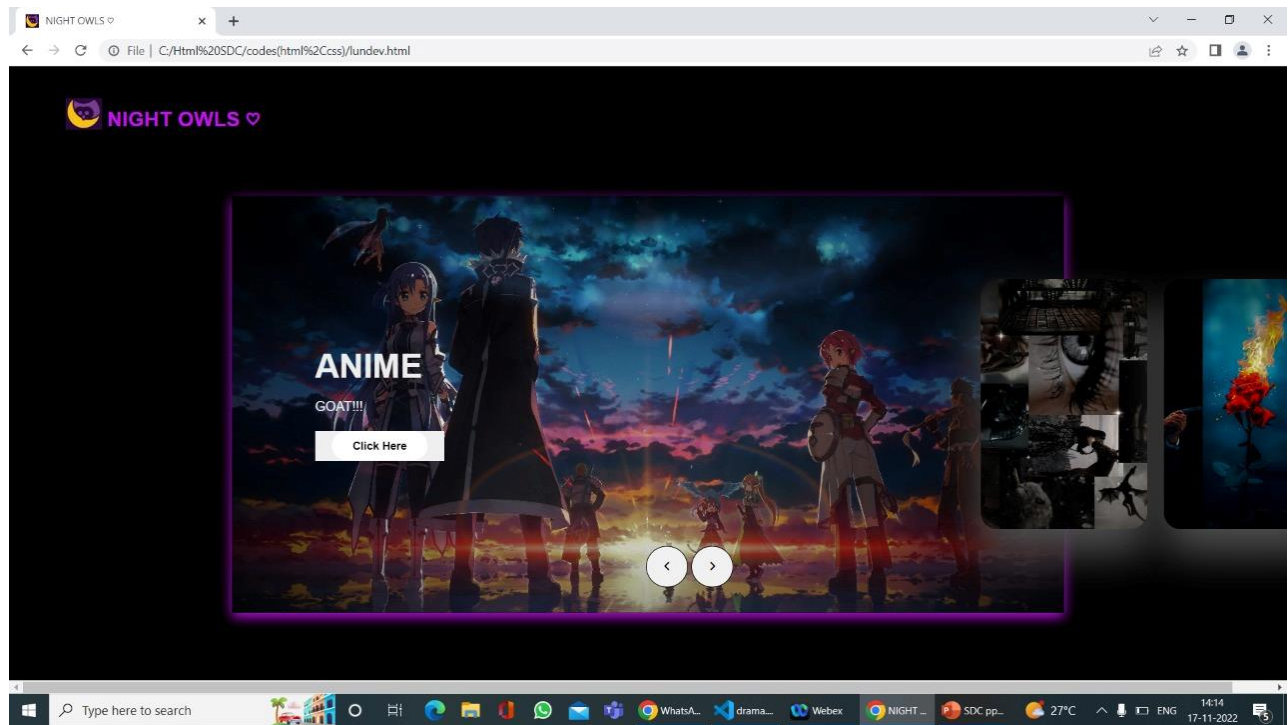 NIGHT OWLS ♡
File | C:/Html%20SDC/codes(html%2Ccss)/lundev.html
NIGHT OWLS ♡
ANIME
GOAT!!!
Click Here
Type here to search
WhatsA...
drama...
Webex
NIGHT ...
SDC pp...
27°C
ENG
14:14
17-11-2022
5